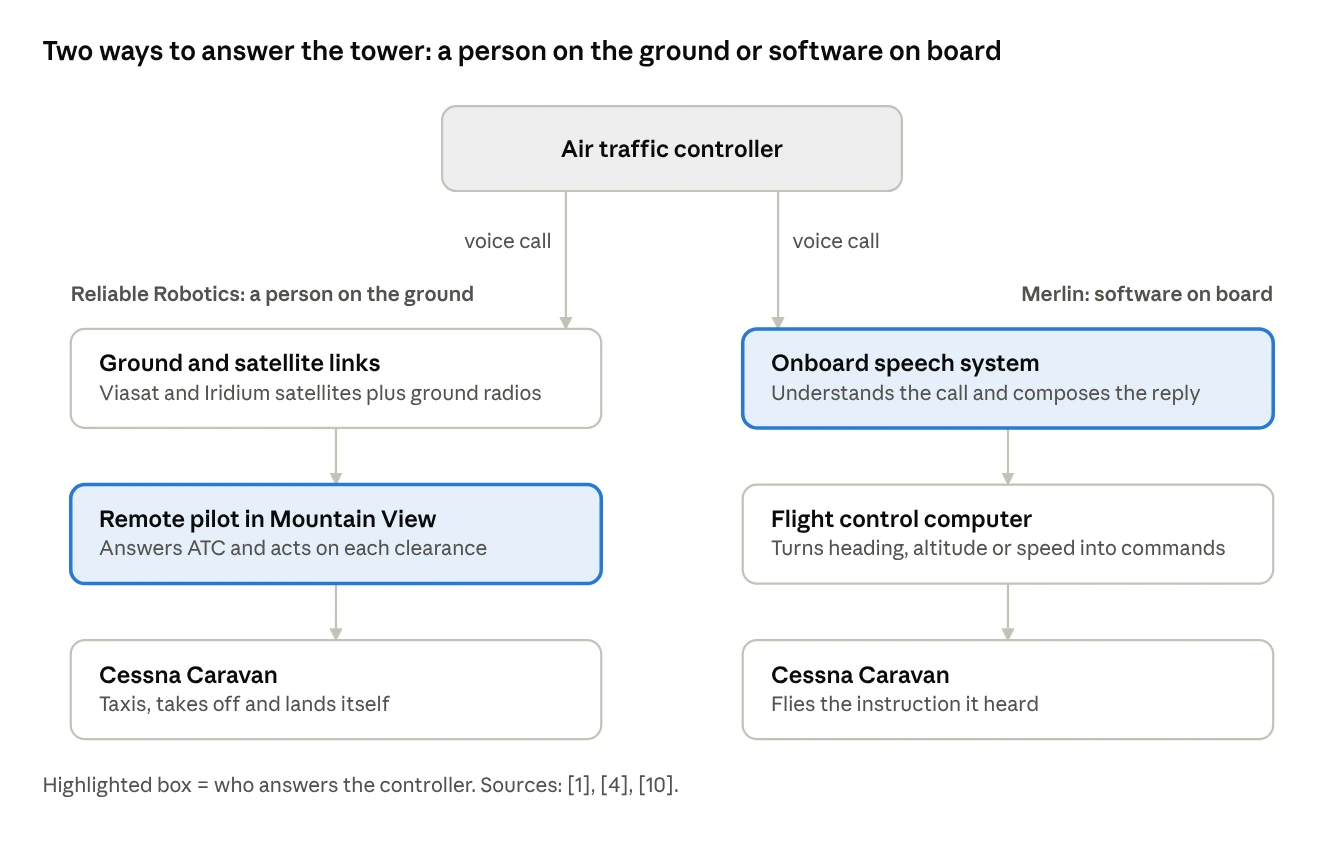 Two ways to answer the tower: a person on the ground or software on board
Air traffic controller
voice call
voice call
Reliable Robotics: a person on the ground
Merlin: software on board
Ground and satellite links
Viasat and Iridium satellites plus ground radios
Onboard speech system
Understands the call and composes the reply
Remote pilot in Mountain View
Answers ATC and acts on each clearance
Flight control computer
Turns heading, altitude or speed into commands
Cessna Caravan
Taxis, takes off and lands itself
Cessna Caravan
Flies the instruction it heard
Highlighted box = who answers the controller. Sources: [1], [4], [10].